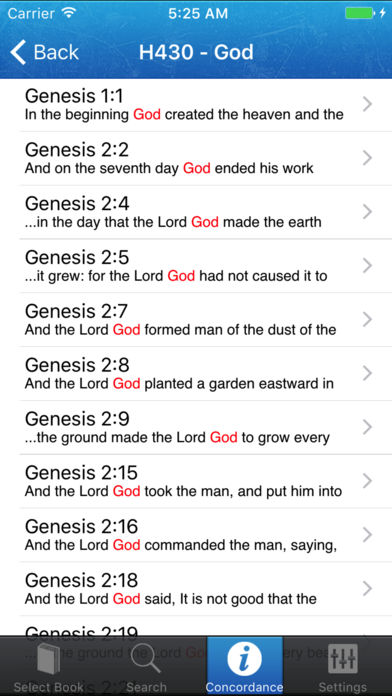 Carrier 5:25 AM
Back H430 - God
Genesis 1:1
In the beginning God created the heaven and the
Genesis 2:2
And on the seventh day God ended his work
Genesis 2:4
...in the day that the Lord God made the earth
Genesis 2:5
...it grew: for the Lord God had not caused it to
Genesis 2:7
And the Lord God formed man of the dust of the
Genesis 2:8
And the Lord God planted a garden eastward in
Genesis 2:9
...the ground made the Lord God to grow every
Genesis 2:15
And the Lord God took the man, and put him into
Genesis 2:16
And the Lord God commanded the man, saying,
Genesis 2:18
And the Lord God said, It is not good that the
Genesis 2:19
the ground the Lord God
Select Book Search Concordance Settings